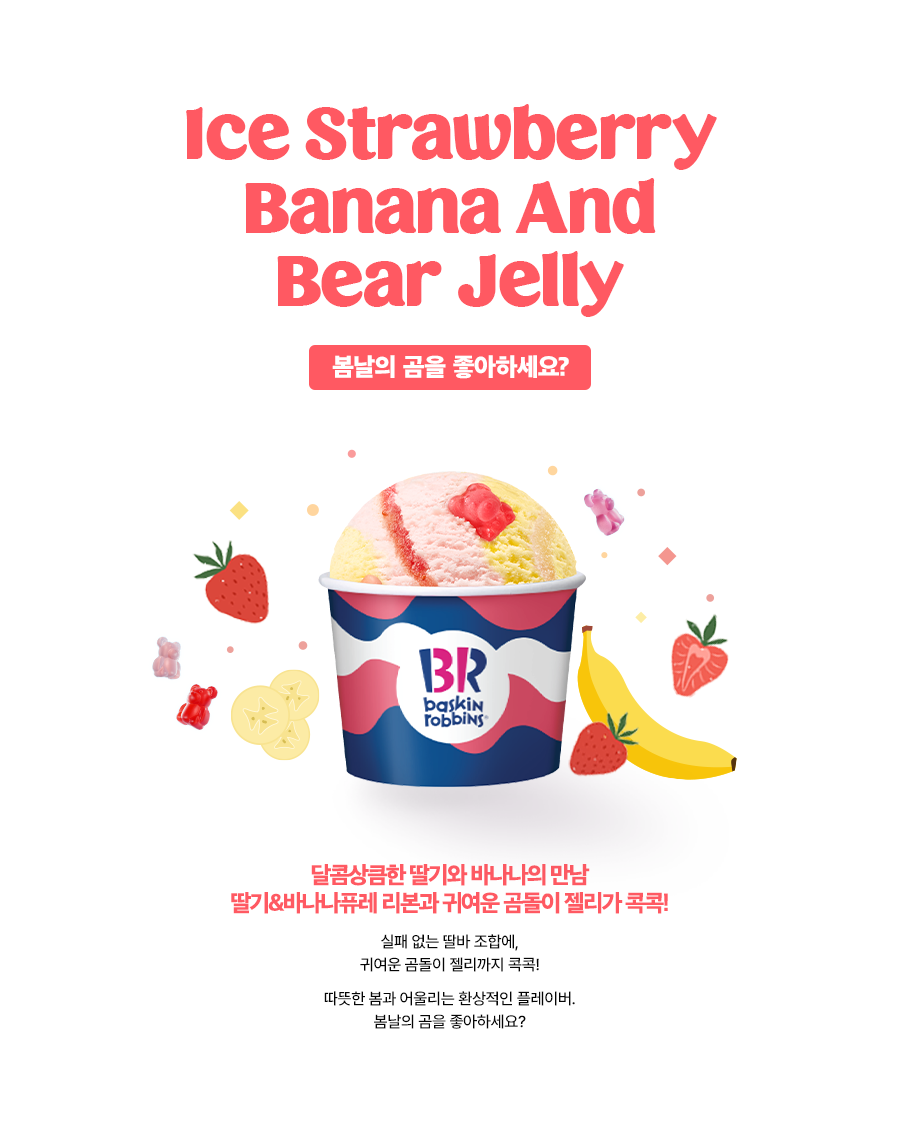 Ice Strawberry
Banana And
Bear Jelly
봄날의 곰을 좋아하세요?
BR
baskin
robbins®
달콤상큼한 딸기와 바나나의 만남
딸기&바나나퓨레 리본과 귀여운 곰돌이 젤리가 콕콕!
실패 없는 딸바 조합에,
귀여운 곰돌이 젤리까지 콕콕!
따뜻한 봄과 어울리는 환상적인 플레이버.
봄날의 곰을 좋아하세요?